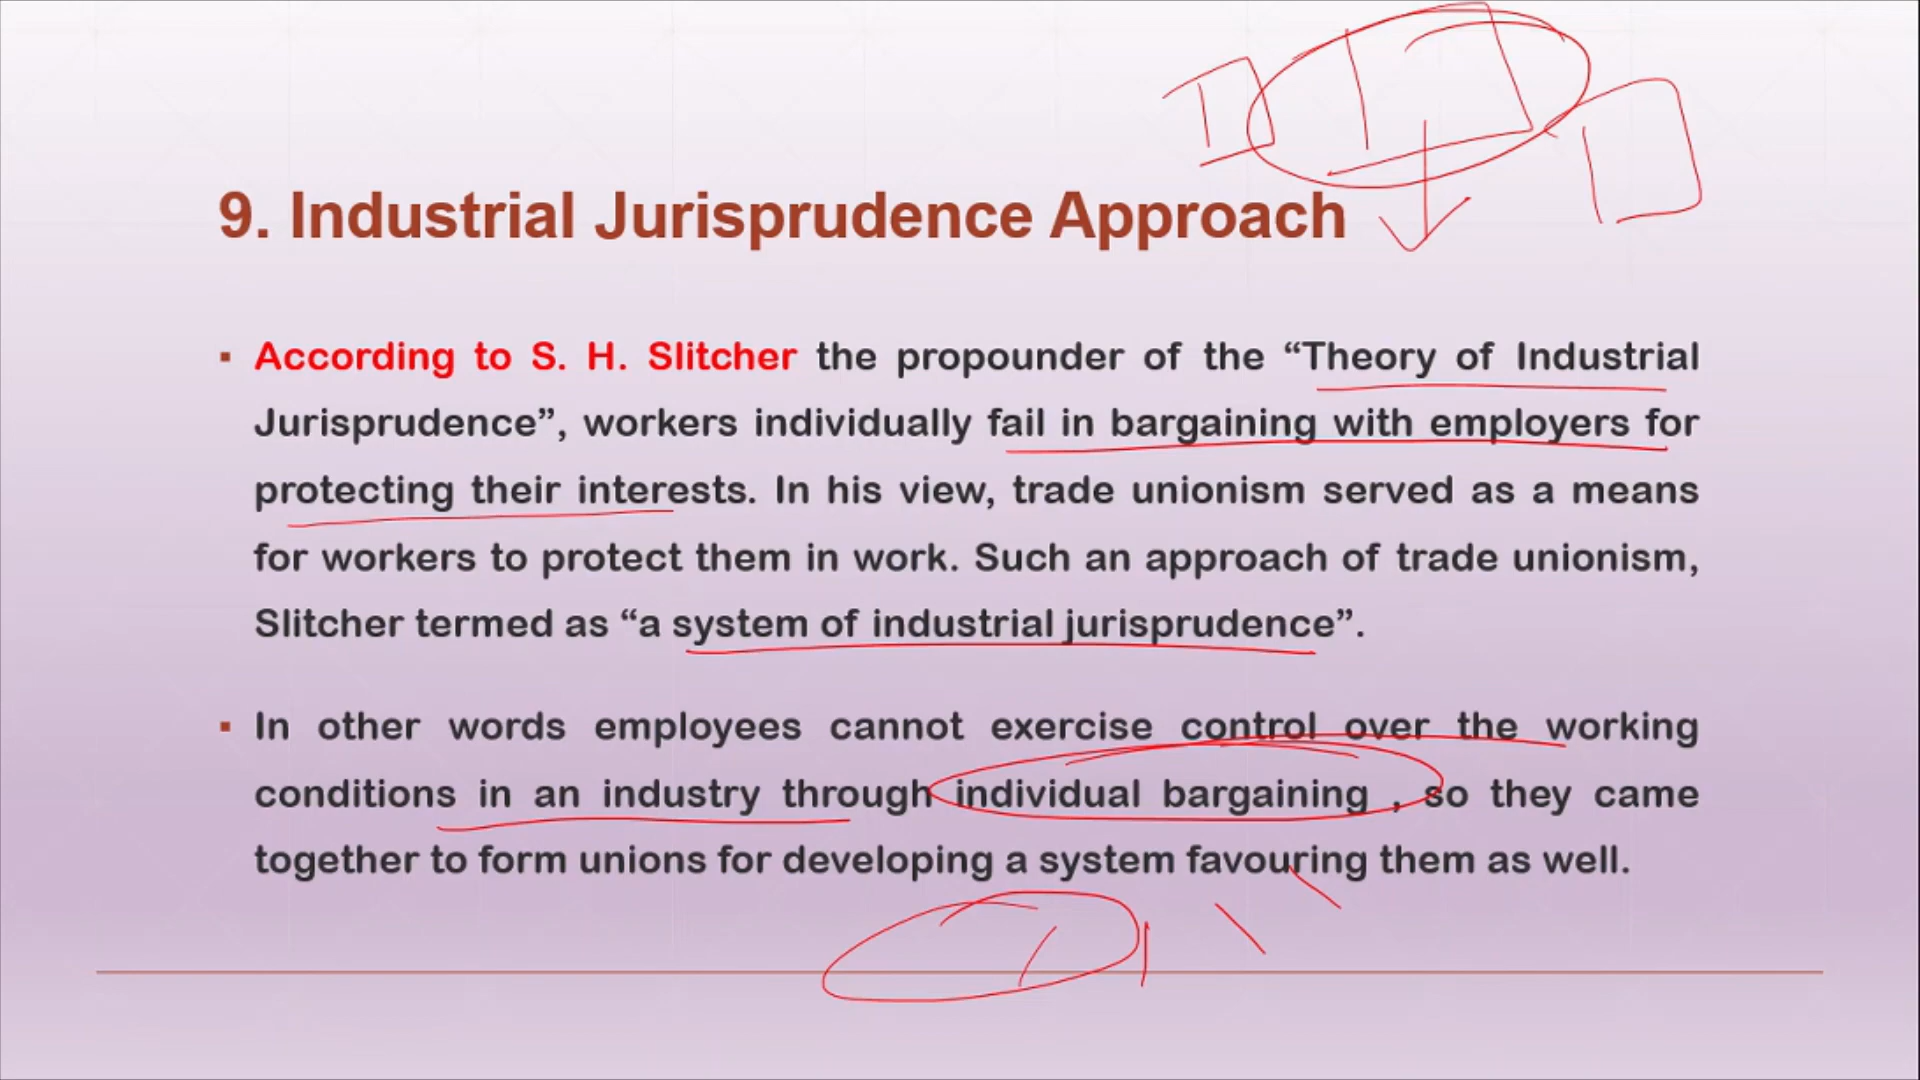 9. Industrial Jurisprudence Approach
▪ According to S. H. Slitcher the propounder of the “Theory of Industrial
Jurisprudence”, workers individually fail in bargaining with employers for
protecting their interests. In his view, trade unionism served as a means
for workers to protect them in work. Such an approach of trade unionism,
Slitcher termed as “a system of industrial jurisprudence”.
▪ In other words employees cannot exercise control over the working
conditions in an industry through individual bargaining , so they came
together to form unions for developing a system favouring them as well.